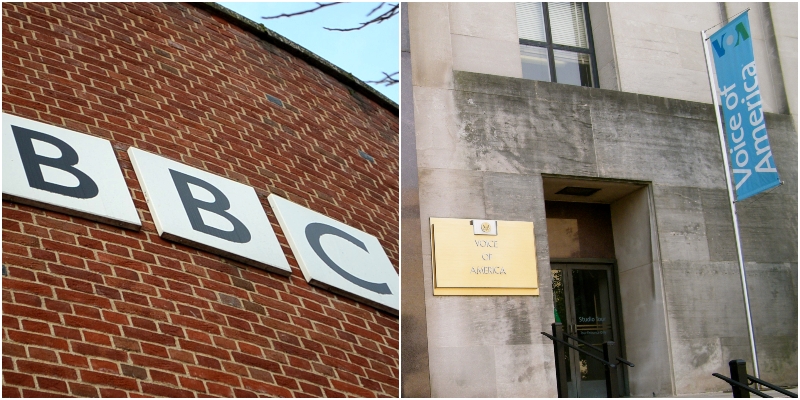 BBC
VOICE
OF
AMERICA
VOA
Voice of
America